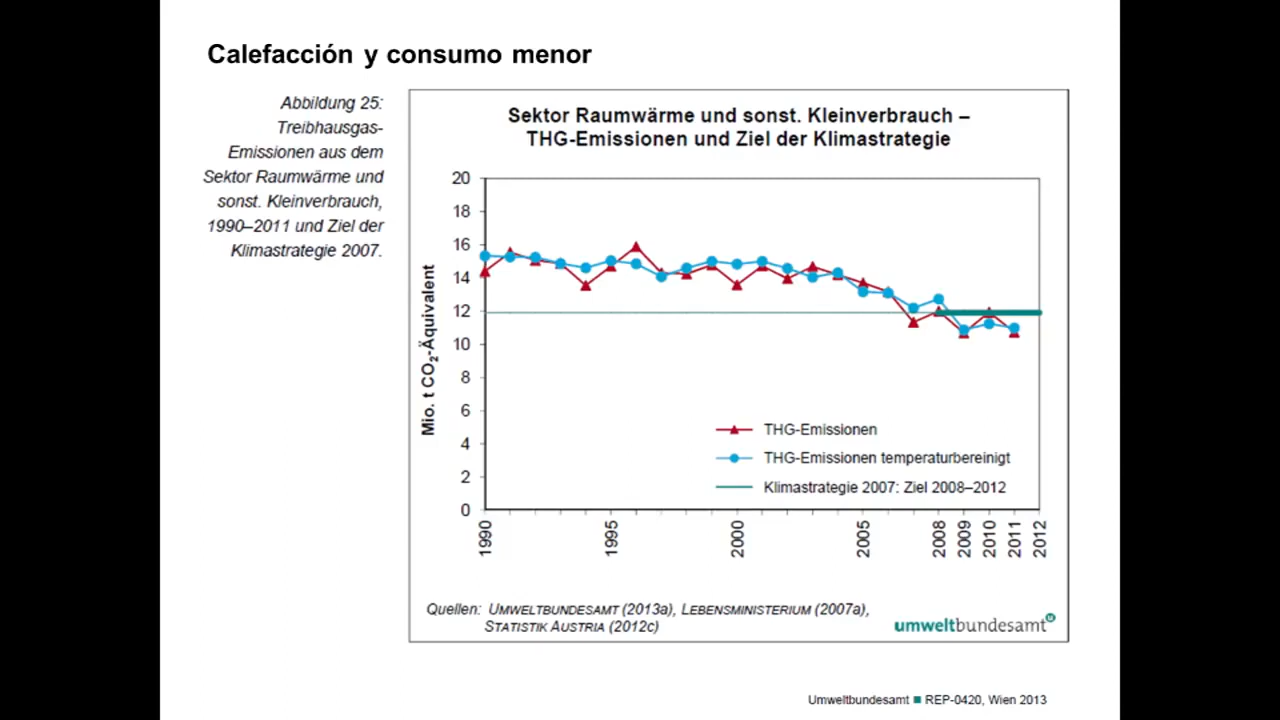 Calefacción y consumo menor
Abbildung 25:
Treibhausgas-
Emissionen aus dem
Sektor Raumwärme und
sonst. Kleinverbrauch,
1990–2011 und Ziel der
Klimastrategie 2007.
Sektor Raumwärme und sonst. Kleinverbrauch –
THG-Emissionen und Ziel der Klimastrategie
Mio. t CO₂-Äquivalent
20
18
16
14
12
10
8
6
4
2
0
THG-Emissionen
THG-Emissionen temperaturbereinigt
Klimastrategie 2007: Ziel 2008–2012
1990 1995 2000 2005 2008 2009 2010 2011 2012
Quellen: UMWELTBUNDESAMT (2013a), LEBENSMINISTERIUM (2007a),
STATISTIK AUSTRIA (2012c)
umweltbundesamt
Umweltbundesamt ■ REP-0420, Wien 2013